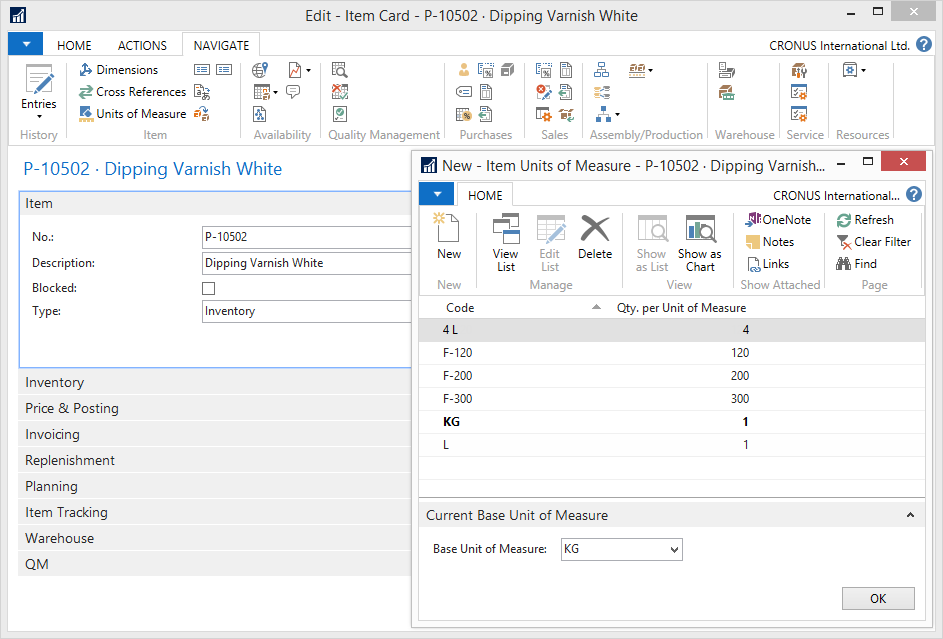 Edit - Item Card - P-10502 · Dipping Varnish White
HOME ACTIONS NAVIGATE CRONUS International Ltd. ?
Entries
History
Dimensions
Cross References
Units of Measure
Item
Availability
Quality Management
Purchases
Sales
Assembly/Production
Warehouse
Service
Resources
P-10502 · Dipping Varnish White
Item
No.: P-10502
Description: Dipping Varnish White
Blocked:
Type: Inventory
Inventory
Price & Posting
Invoicing
Replenishment
Planning
Item Tracking
Warehouse
QM
New - Item Units of Measure - P-10502 · Dipping Varnish...
HOME CRONUS International... ?
New
New
View List
Edit List
Delete
Manage
Show as List
Show as Chart
View
OneNote
Notes
Links
Show Attached
Refresh
Clear Filter
Find
Page
Code Qty. per Unit of Measure
4 L 4
F-120 120
F-200 200
F-300 300
KG 1
L 1
Current Base Unit of Measure
Base Unit of Measure: KG
OK